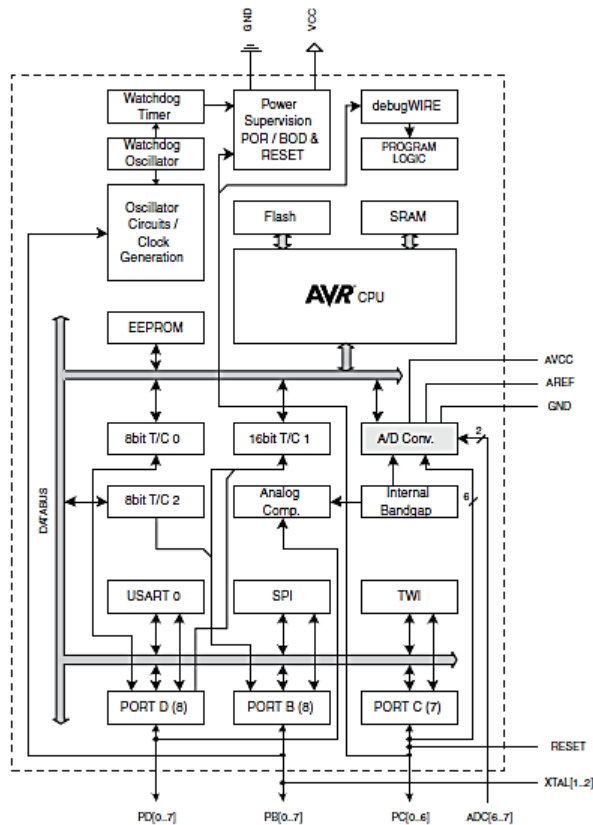 GND
VCC
Watchdog
Timer
Power
Supervision
POR / BOD &
RESET
debugWIRE
Watchdog
Oscillator
PROGRAM
LOGIC
Oscillator
Circuits /
Clock
Generation
Flash
SRAM
AVR CPU
EEPROM
AVCC
AREF
GND
8bit T/C 0
16bit T/C 1
A/D Conv.
2
DATABUS
8bit T/C 2
Analog
Comp.
Internal
Bandgap
6
USART 0
SPI
TWI
PORT D (8)
PORT B (8)
PORT C (7)
RESET
XTAL[1..2]
PD[0..7]
PB[0..7]
PC[0..6]
ADC[6..7]